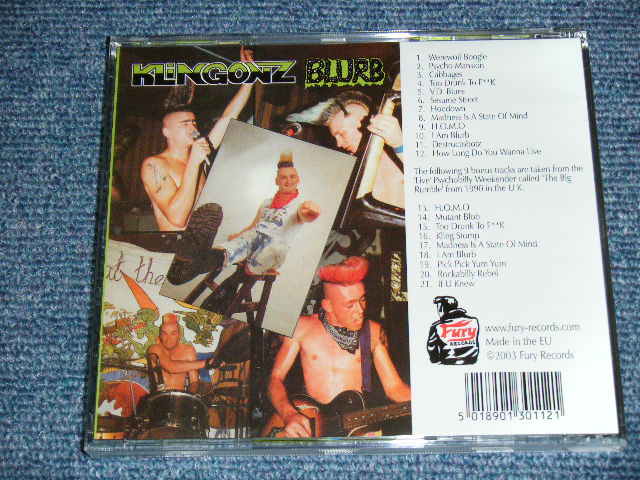 KLiNGONZ BLURB
1. Werewolf Boogie
2. Psycho Mansion
3. Cabbages
4. Too Drunk To F**K
5. V.D. Blues
6. Sesame Street
7. Hoedown
8. Madness Is A State Of Mind
9. H.O.M.O
10. I Am Blurb
11. Destructobotz
12. How Long Do You Wanna Live
The following 9 bonus tracks are taken from the
'Live' Psychobilly Weekender called "The Big
Rumble' from 1990 in the U K.
13. H.O.M.O
14. Mutant Blob
15. Too Drunk To F**K
16. Kling Stomp
17. Madness Is A State Of Mind
18. I Am Blurb
19. Pick Pick Yum Yum
20. Rockabilly Rebel
21. If U Knew
at the
Fury
RECORDS
www.fury-records.com
Made in the EU
©2003 Fury Records
5 018901 301121